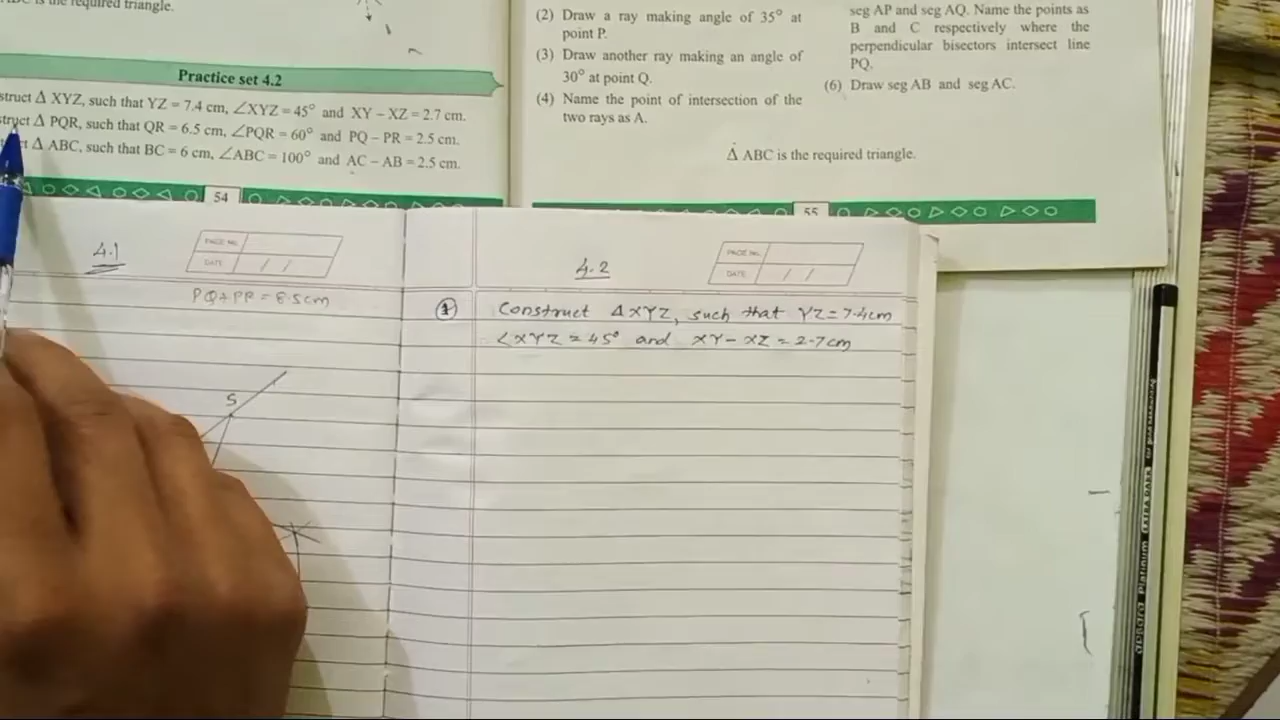 is the required triangle.
Practice set 4.2
struct Δ XYZ, such that YZ = 7.4 cm, ∠XYZ = 45° and XY − XZ = 2.7 cm.
struct Δ PQR, such that QR = 6.5 cm, ∠PQR = 60° and PQ − PR = 2.5 cm.
Δ ABC, such that BC = 6 cm, ∠ABC = 100° and AC − AB = 2.5 cm.
54
(2) Draw a ray making angle of 35° at
point P.
(3) Draw another ray making an angle of
30° at point Q.
(4) Name the point of intersection of the
two rays as A.
seg AP and seg AQ. Name the points as
B and C respectively where the
perpendicular bisectors intersect line
PQ.
(6) Draw seg AB and seg AC.
Δ ABC is the required triangle.
55
4.1
PAGE No.
DATE / /
PQ+PR = 8.5cm
S
4.2
PAGE No.
DATE / /
① Construct ΔXYZ, such that YZ = 7.4cm
∠XYZ = 45° and XY − XZ = 2.7cm
apsara Platinum EXTRA DARK